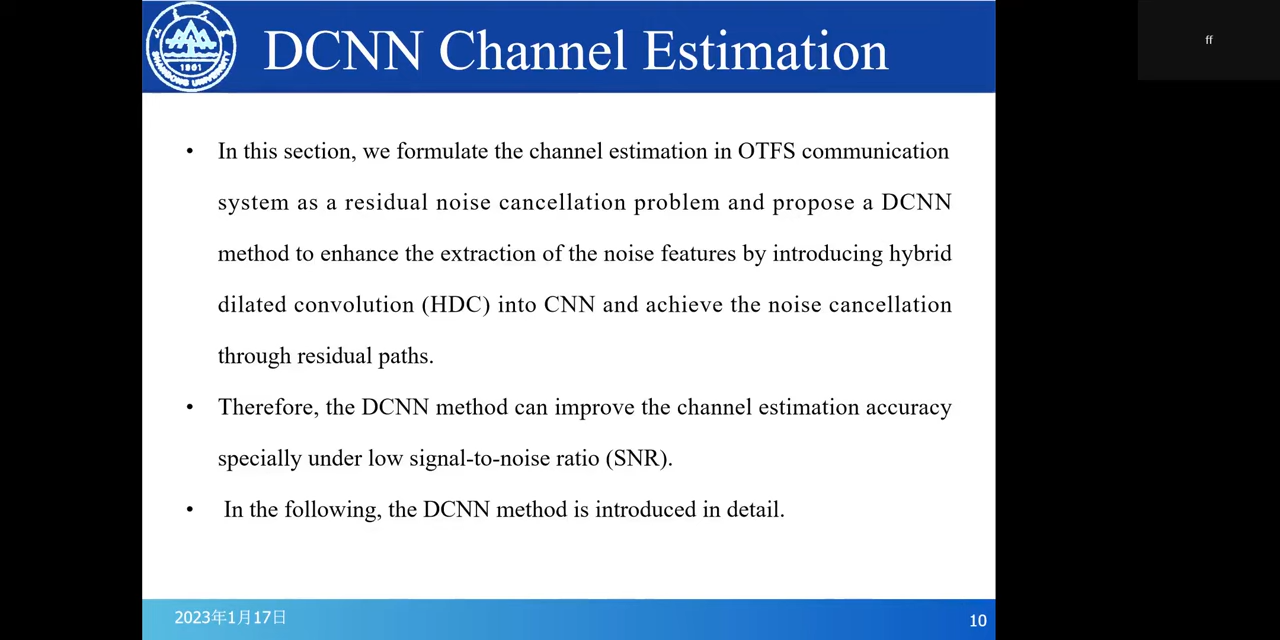 DCNN Channel Estimation
ff
1901
SHANDONG UNIVERSITY
• In this section, we formulate the channel estimation in OTFS communication
system as a residual noise cancellation problem and propose a DCNN
method to enhance the extraction of the noise features by introducing hybrid
dilated convolution (HDC) into CNN and achieve the noise cancellation
through residual paths.
• Therefore, the DCNN method can improve the channel estimation accuracy
specially under low signal-to-noise ratio (SNR).
• In the following, the DCNN method is introduced in detail.
2023年1月17日
10